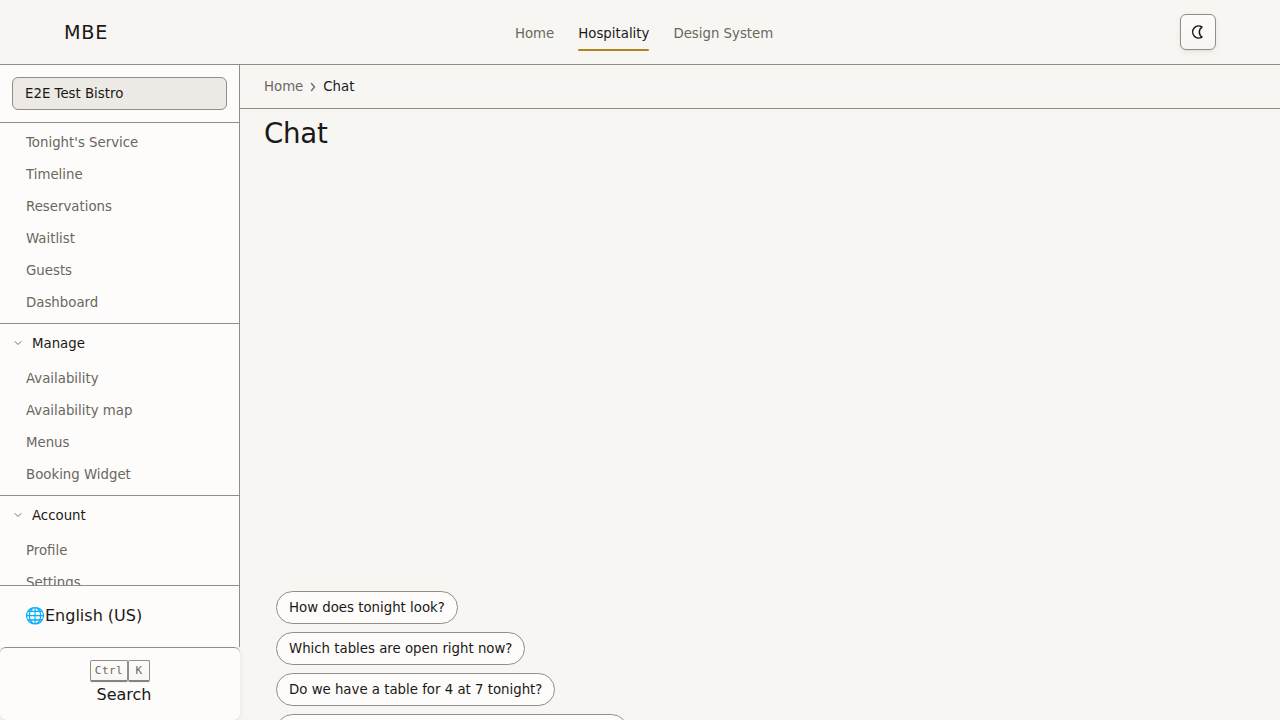 MBE
Home Hospitality Design System
E2E Test Bistro
Home Chat
Chat
Tonight's Service
Timeline
Reservations
Waitlist
Guests
Dashboard
Manage
Availability
Availability map
Menus
Booking Widget
Account
Profile
Settings
English (US)
Ctrl K
Search
How does tonight look?
Which tables are open right now?
Do we have a table for 4 at 7 tonight?